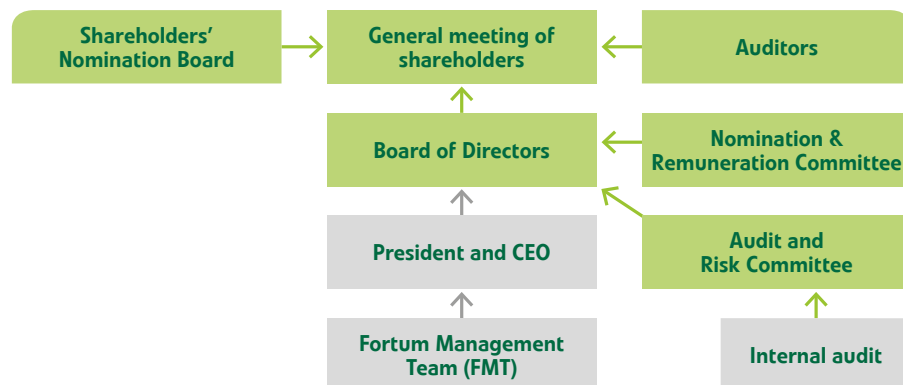 Shareholders'
Nomination Board
General meeting of
shareholders
Auditors
Board of Directors
Nomination &
Remuneration Committee
President and CEO
Audit and
Risk Committee
Fortum Management
Team (FMT)
Internal audit